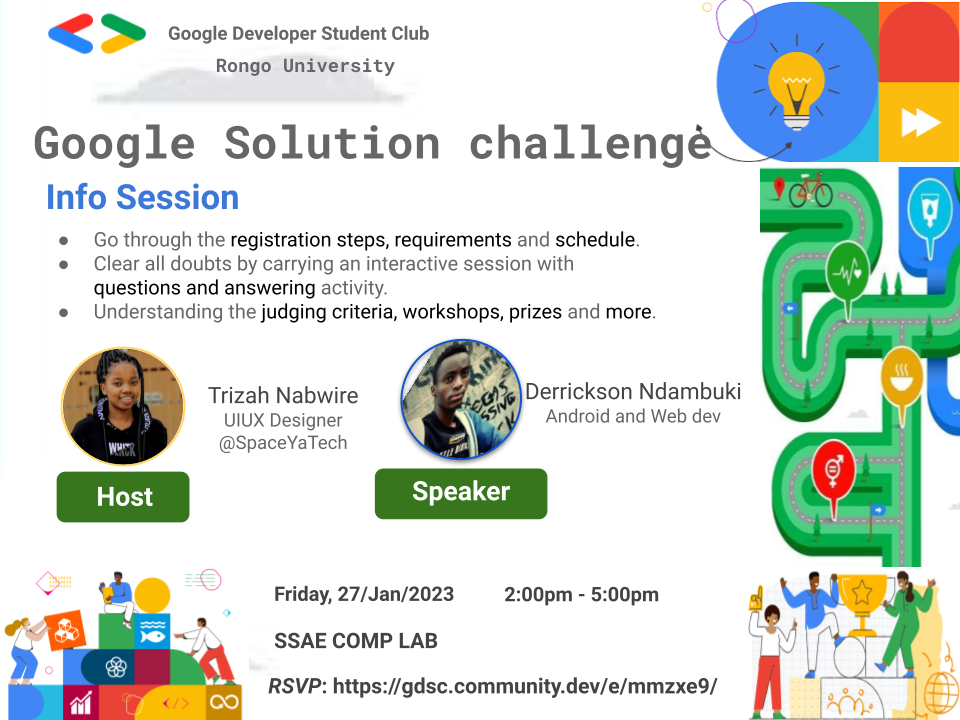 Google Developer Student Club
Rongo University
Google Solution challenge
Info Session
● Go through the registration steps, requirements and schedule.
● Clear all doubts by carrying an interactive session with
questions and answering activity.
● Understanding the judging criteria, workshops, prizes and more.
Trizah Nabwire
UIUX Designer
@SpaceYaTech
Host
Derrickson Ndambuki
Android and Web dev
Speaker
Friday, 27/Jan/2023 2:00pm - 5:00pm
SSAE COMP LAB
RSVP: https://gdsc.community.dev/e/mmzxe9/